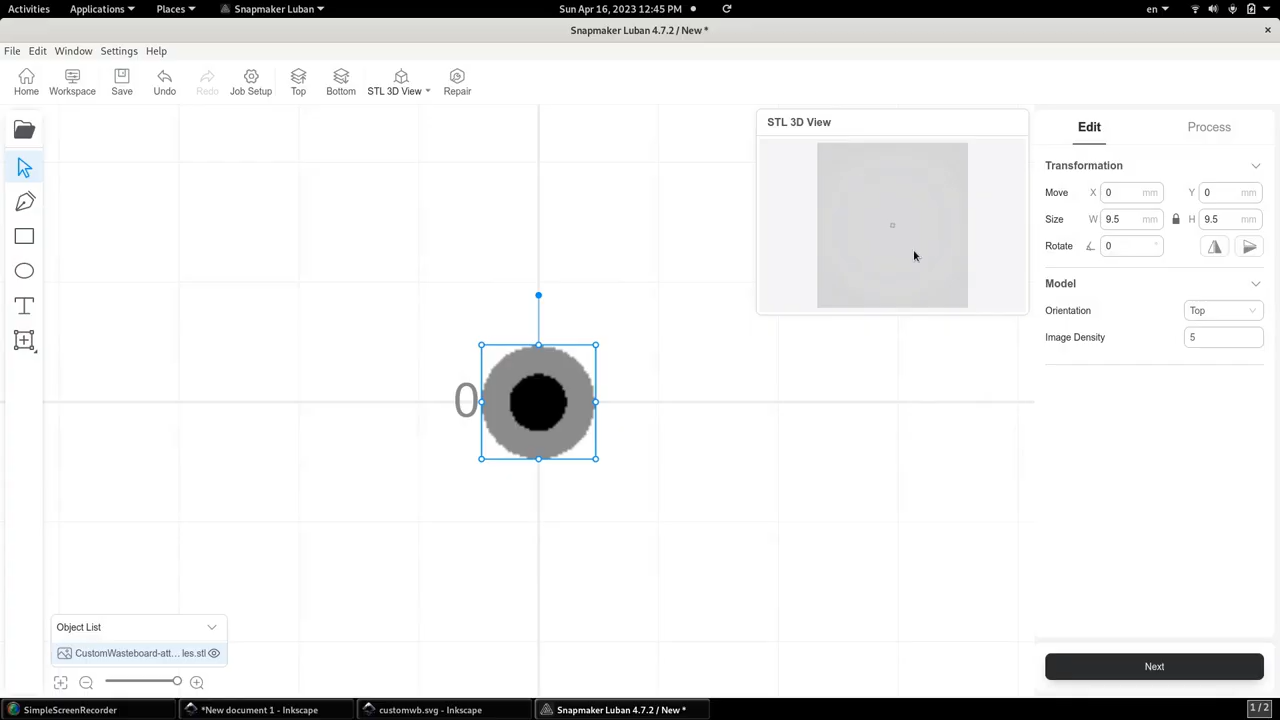 Activities Applications Places Snapmaker Luban Sun Apr 16, 2023 12:45 PM en
Snapmaker Luban 4.7.2 / New *
File Edit Window Settings Help
Home Workspace Save Undo Redo Job Setup Top Bottom STL 3D View Repair
STL 3D View
Edit Process
Transformation
Move X 0 mm Y 0 mm
Size W 9.5 mm H 9.5 mm
Rotate 0 °
Model
Orientation Top
Image Density 5
0
Object List
CustomWasteboard-att... les.stl
Next
SimpleScreenRecorder *New document 1 - Inkscape customwb.svg - Inkscape Snapmaker Luban 4.7.2 / New * 1 / 2